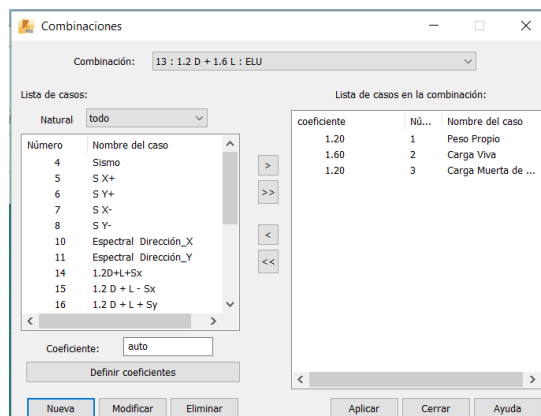 Combinaciones
Combinación: 13 : 1.2 D + 1.6 L : ELU
Lista de casos:
Natural todo
Número Nombre del caso
4 Sismo
5 S X+
6 S Y+
7 S X-
8 S Y-
10 Espectral Dirección_X
11 Espectral Dirección_Y
14 1.2D+L+Sx
15 1.2 D + L - Sx
16 1.2 D + L + Sy
Coeficiente: auto
Definir coeficientes
Nueva Modificar Eliminar
>
>>
<
<<
Lista de casos en la combinación:
coeficiente Nú... Nombre del caso
1.20 1 Peso Propio
1.60 2 Carga Viva
1.20 3 Carga Muerta de ...
Aplicar Cerrar Ayuda